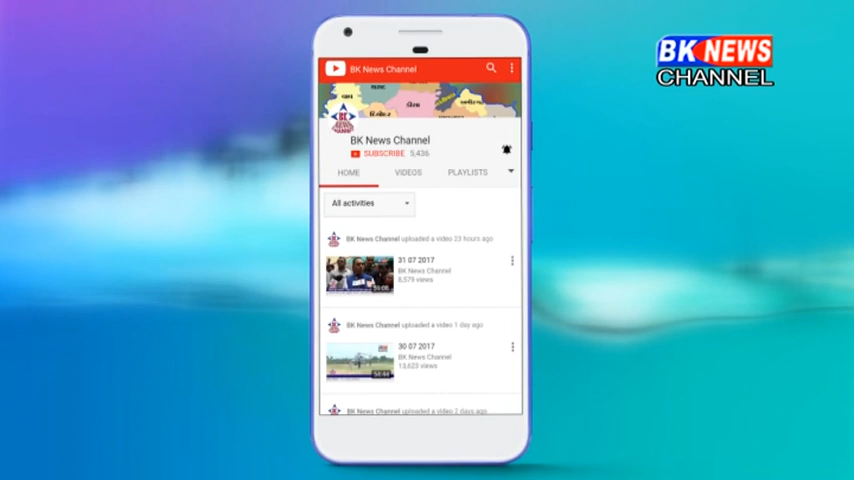 BK NEWS
CHANNEL
BK News Channel
BK News Channel
SUBSCRIBE 5,436
HOME VIDEOS PLAYLISTS
All activities
BK News Channel uploaded a video 23 hours ago
31 07 2017
BK News Channel
8,579 views
BK News Channel uploaded a video 1 day ago
30 07 2017
BK News Channel
13,623 views
54:44
BK News Channel uploaded a video 2 days ago